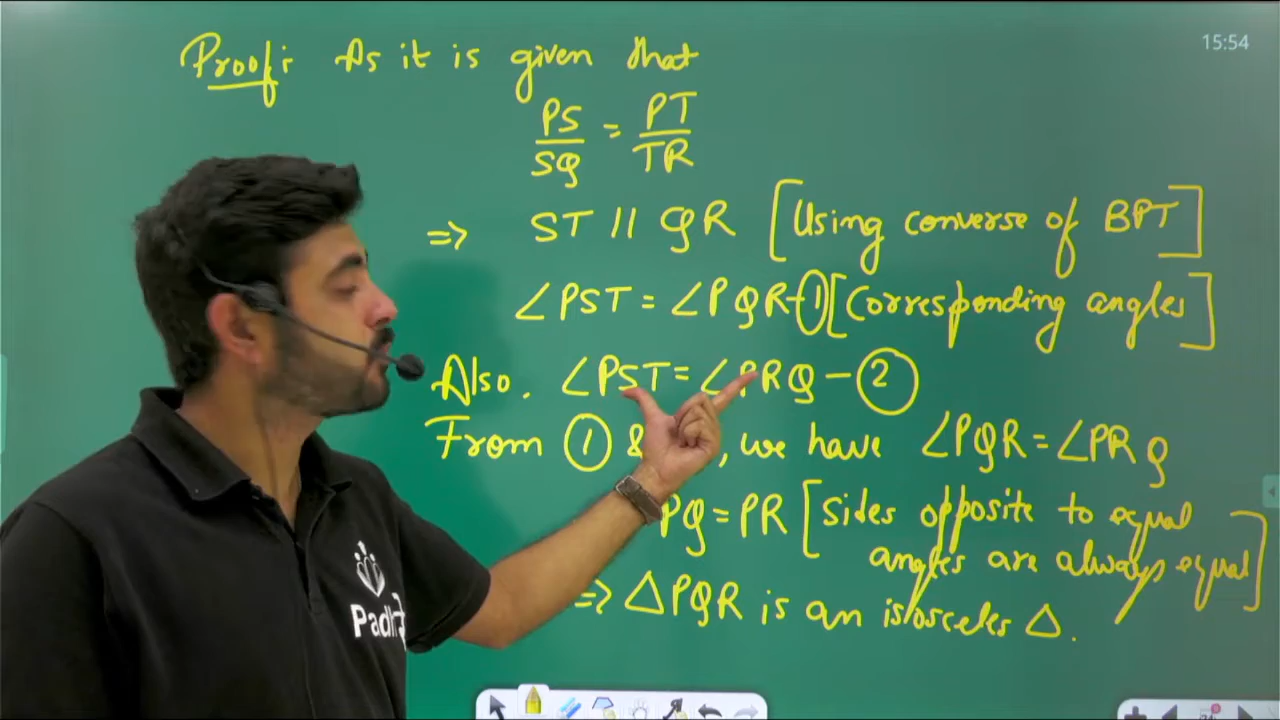 15:54
Proof: As it is given that
PS/SQ = PT/TR
=> ST || QR [Using converse of BPT]
∠PST = ∠PQR-① [Corresponding angles]
Also, ∠PST = ∠PRQ - ②
From ① & , we have ∠PQR = ∠PRQ
PQ = PR [Sides opposite to equal
angles are always equal]
=> △PQR is an isosceles △.